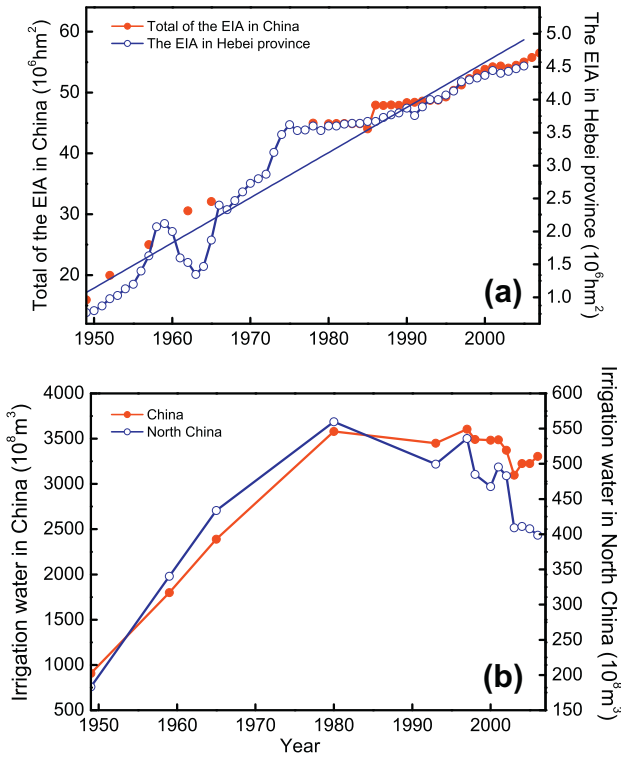 Total of the EIA in China
The EIA in Hebei province
(a)
Total of the EIA in China (10⁶hm²)
60
50
40
30
20
The EIA in Hebei province (10⁶hm²)
5.0
4.5
4.0
3.5
3.0
2.5
2.0
1.5
1.0
1950 1960 1970 1980 1990 2000
China
North China
(b)
Irrigation water in China (10⁸m³)
4000
3500
3000
2500
2000
1500
1000
500
Irrigation water in North China (10⁸m³)
600
550
500
450
400
350
300
250
200
150
1950 1960 1970 1980 1990 2000
Year